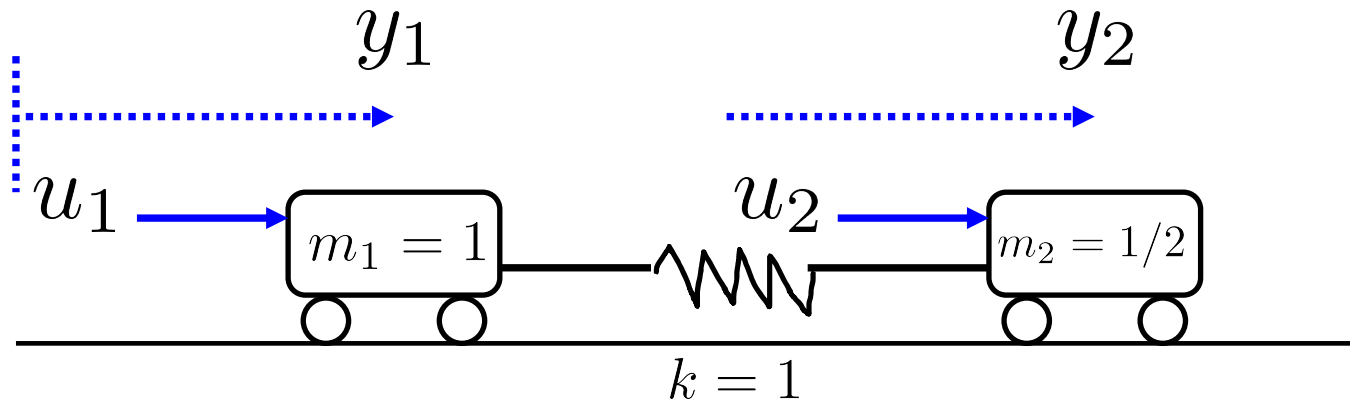 y₁ y₂
u₁ u₂
m₁ = 1 m₂ = 1/2
k = 1